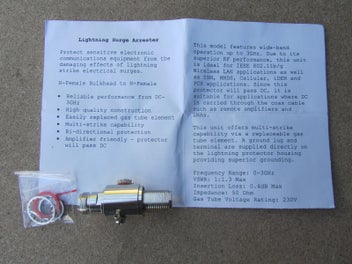 Lightning Surge Arrester
Protect sensitive electronic
communications equipment from the
damaging effects of lightning
strike electrical surges.
N-Female Bulkhead to N-Female
• Reliable performance from DC-
3GHz
• High quality construction
• Easily replaced gas tube element
• Multi-strike capability
• Bi-directional protection
• Amplifier friendly - protector
will pass DC
This model features wide-band
operation up to 3GHz. Due to its
superior RF performance, this unit
is ideal for IEEE 802.11b/g
Wireless LAN applications as well
as ISM, MMDS, Cellular, iDEN and
PCS applications. Since this
protector will pass DC, it is
suitable for applications where DC
is carried through the coax cable
such as remote amplifiers and
LNAs.
This unit offers multi-strike
capability via a replaceable gas
tube element. A ground lug and
terminal are supplied directly on
the lightning protector housing
providing superior grounding.
Frequency Range: 0-3GHz
VSWR: 1:1.3 Max
Insertion Loss: 0.4dB Max
Impedance: 50 Ohm
Gas Tube Voltage Rating: 230V